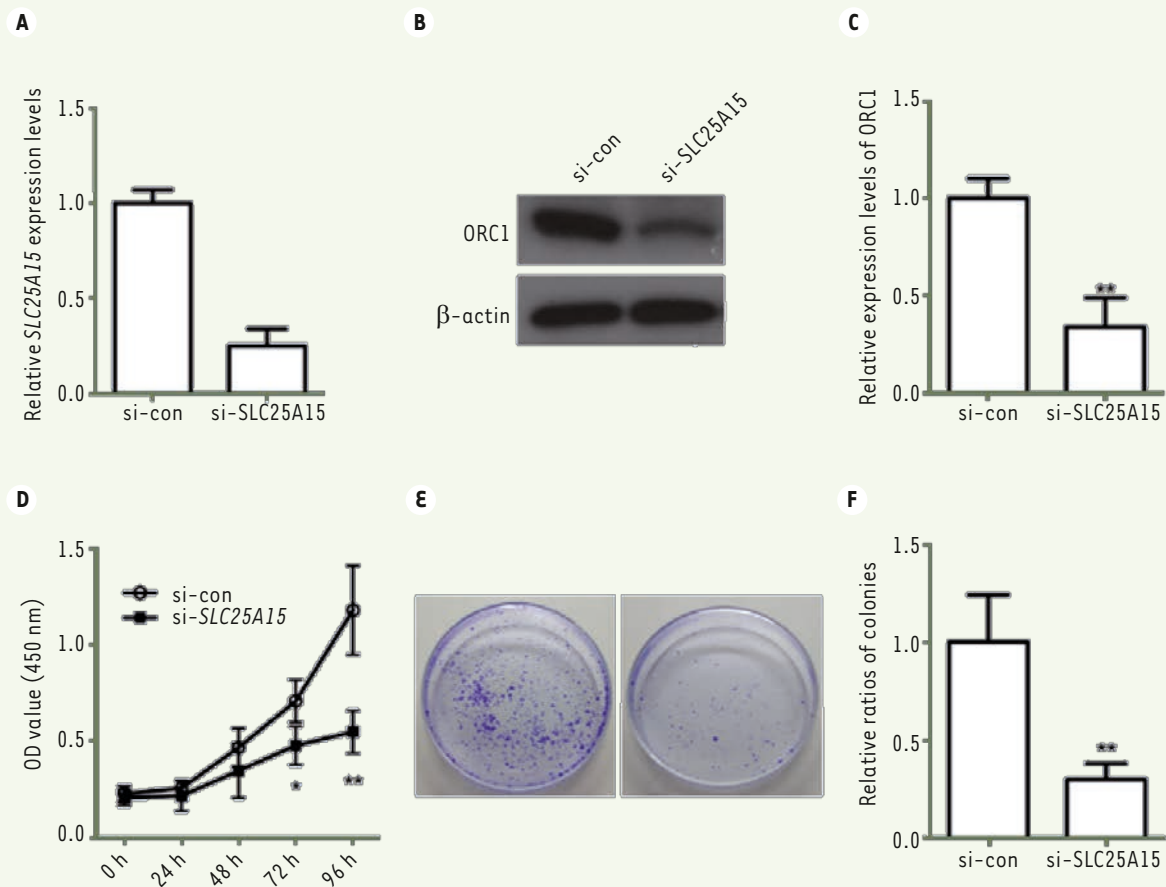 A
Relative SLC25A15 expression levels
1.5
1.0
0.5
0.0
si-con
si-SLC25A15
B
si-con
si-SLC25A15
ORC1
β-actin
C
Relative expression levels of ORC1
1.5
1.0
0.5
0.0
**
si-con
si-SLC25A15
D
OD value (450 nm)
1.5
1.0
0.5
0.0
si-con
si-SLC25A15
*
**
0 h
24 h
48 h
72 h
96 h
E
F
Relative ratios of colonies
1.5
1.0
0.5
0.0
**
si-con
si-SLC25A15